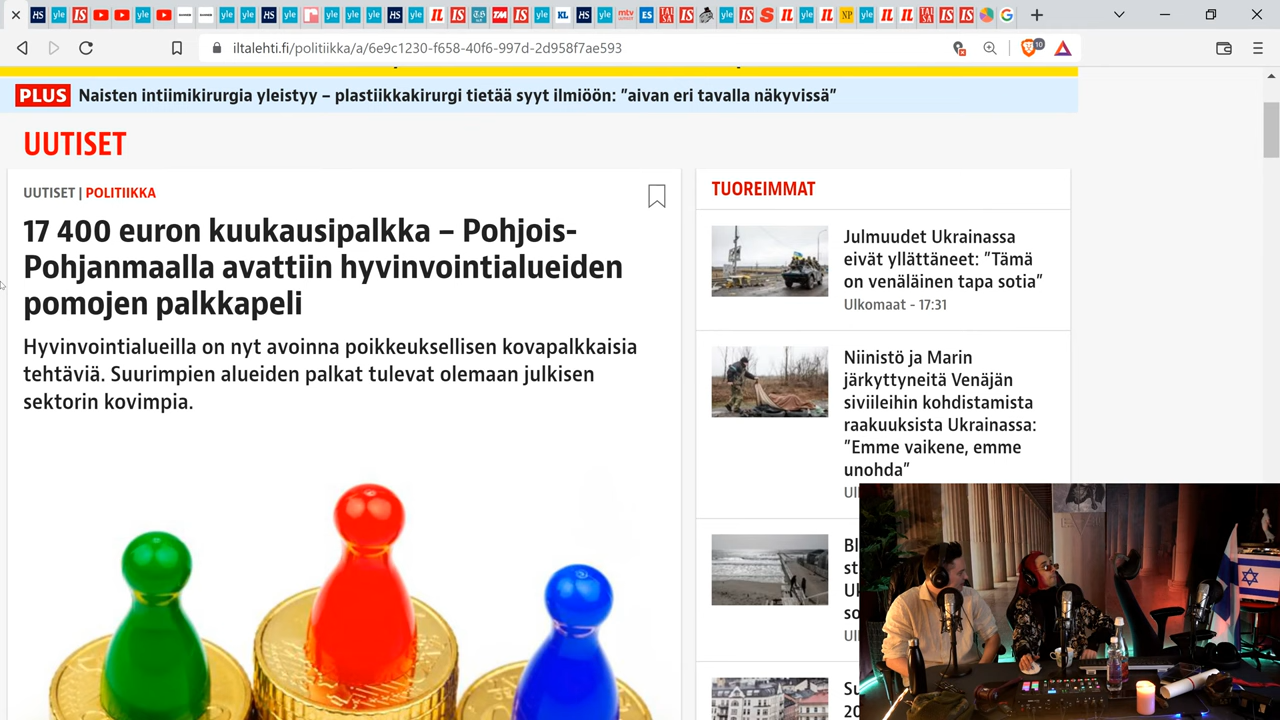 iltalehti.fi/politiikka/a/6e9c1230-f658-40f6-997d-2d958f7ae593
10
PLUS Naisten intiimikirurgia yleistyy – plastiikkakirurgi tietää syyt ilmiöön: ”aivan eri tavalla näkyvissä”
UUTISET
UUTISET | POLITIIKKA
17 400 euron kuukausipalkka – Pohjois-
Pohjanmaalla avattiin hyvinvointialueiden
pomojen palkkapeli
Hyvinvointialueilla on nyt avoinna poikkeuksellisen kovapalkkaisia
tehtäviä. Suurimpien alueiden palkat tulevat olemaan julkisen
sektorin kovimpia.
TUOREIMMAT
Julmuudet Ukrainassa
eivät yllättäneet: ”Tämä
on venäläinen tapa sotia”
Ulkomaat - 17:31
Niinistö ja Marin
järkyttyneitä Venäjän
siviileihin kohdistamista
raakuuksista Ukrainassa:
”Emme vaikene, emme
unohda”